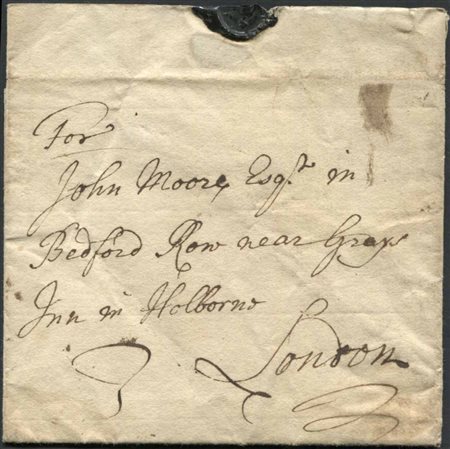 For
John Moore Esqr. in
Bedford Row near Grays
Inn in Holborne
London